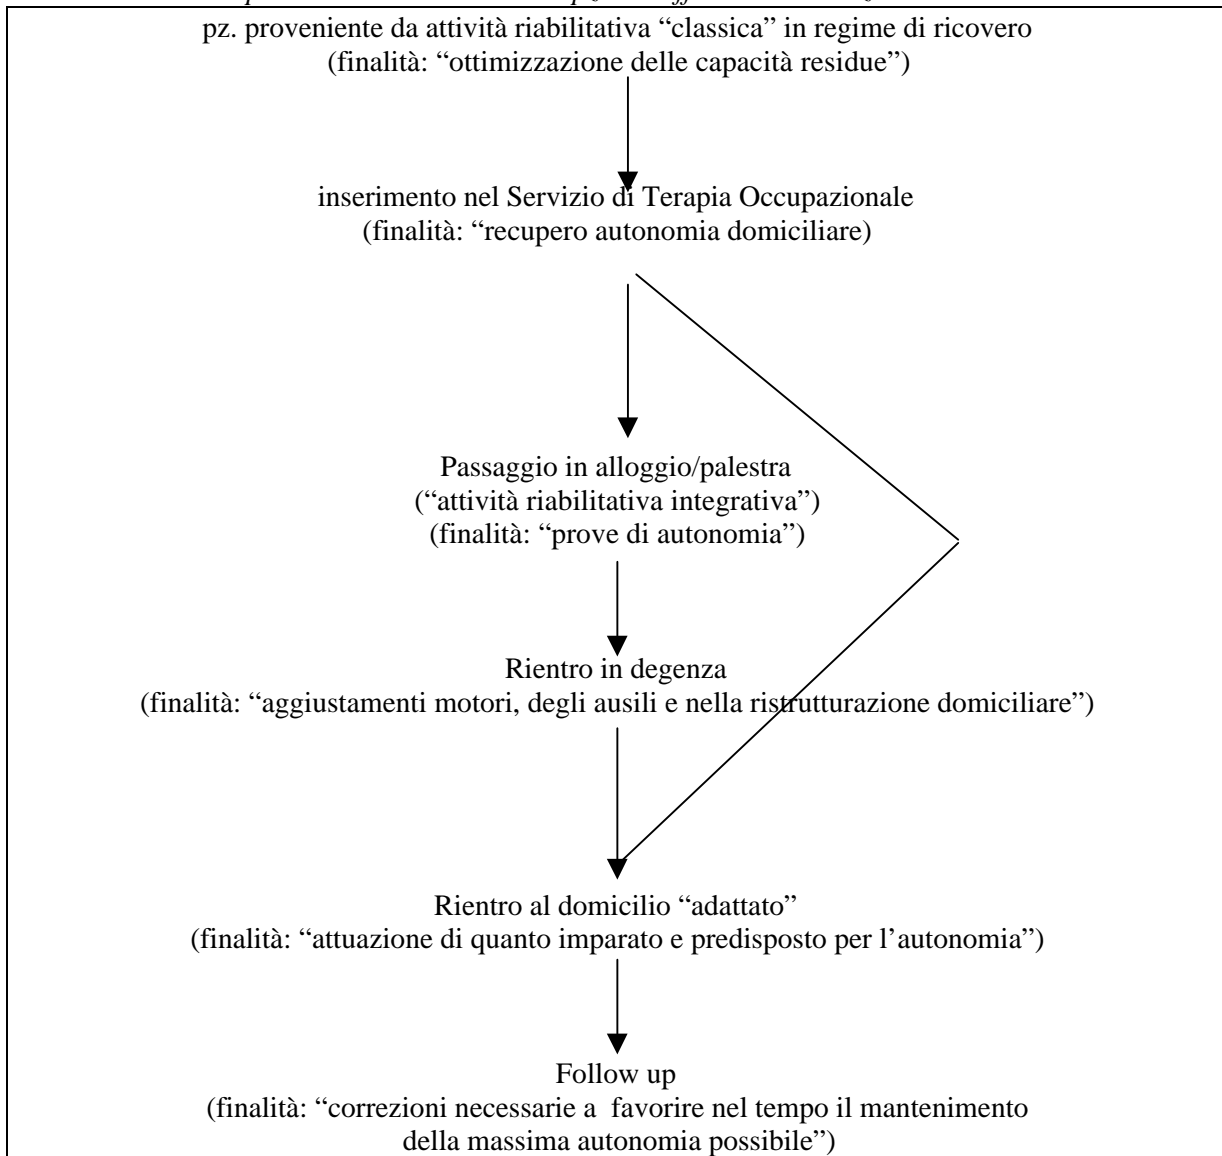 pz. proveniente da attività riabilitativa “classica” in regime di ricovero
(finalità: “ottimizzazione delle capacità residue”)
inserimento nel Servizio di Terapia Occupazionale
(finalità: “recupero autonomia domiciliare)
Passaggio in alloggio/palestra
(“attività riabilitativa integrativa”)
(finalità: “prove di autonomia”)
Rientro in degenza
(finalità: “aggiustamenti motori, degli ausili e nella ristrutturazione domiciliare”)
Rientro al domicilio “adattato”
(finalità: “attuazione di quanto imparato e predisposto per l’autonomia”)
Follow up
(finalità: “correzioni necessarie a  favorire nel tempo il mantenimento
della massima autonomia possibile”)